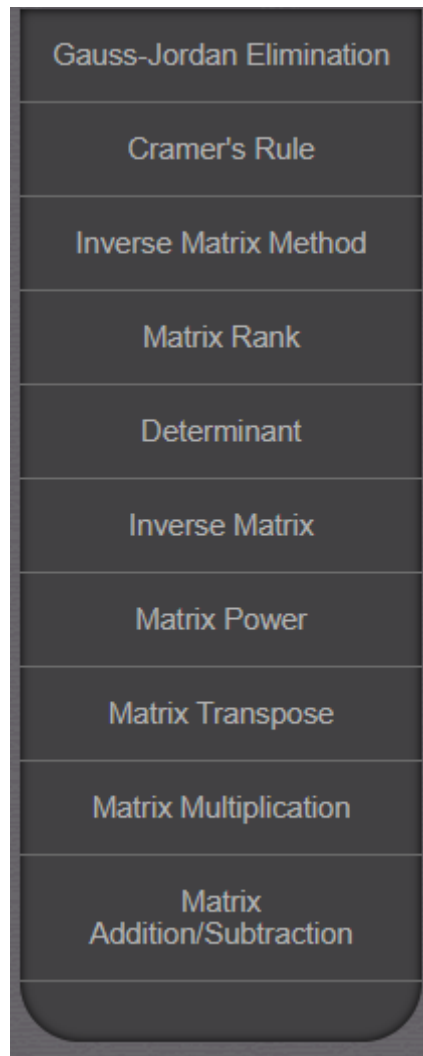 Gauss-Jordan Elimination
Cramer's Rule
Inverse Matrix Method
Matrix Rank
Determinant
Inverse Matrix
Matrix Power
Matrix Transpose
Matrix Multiplication
Matrix
Addition/Subtraction